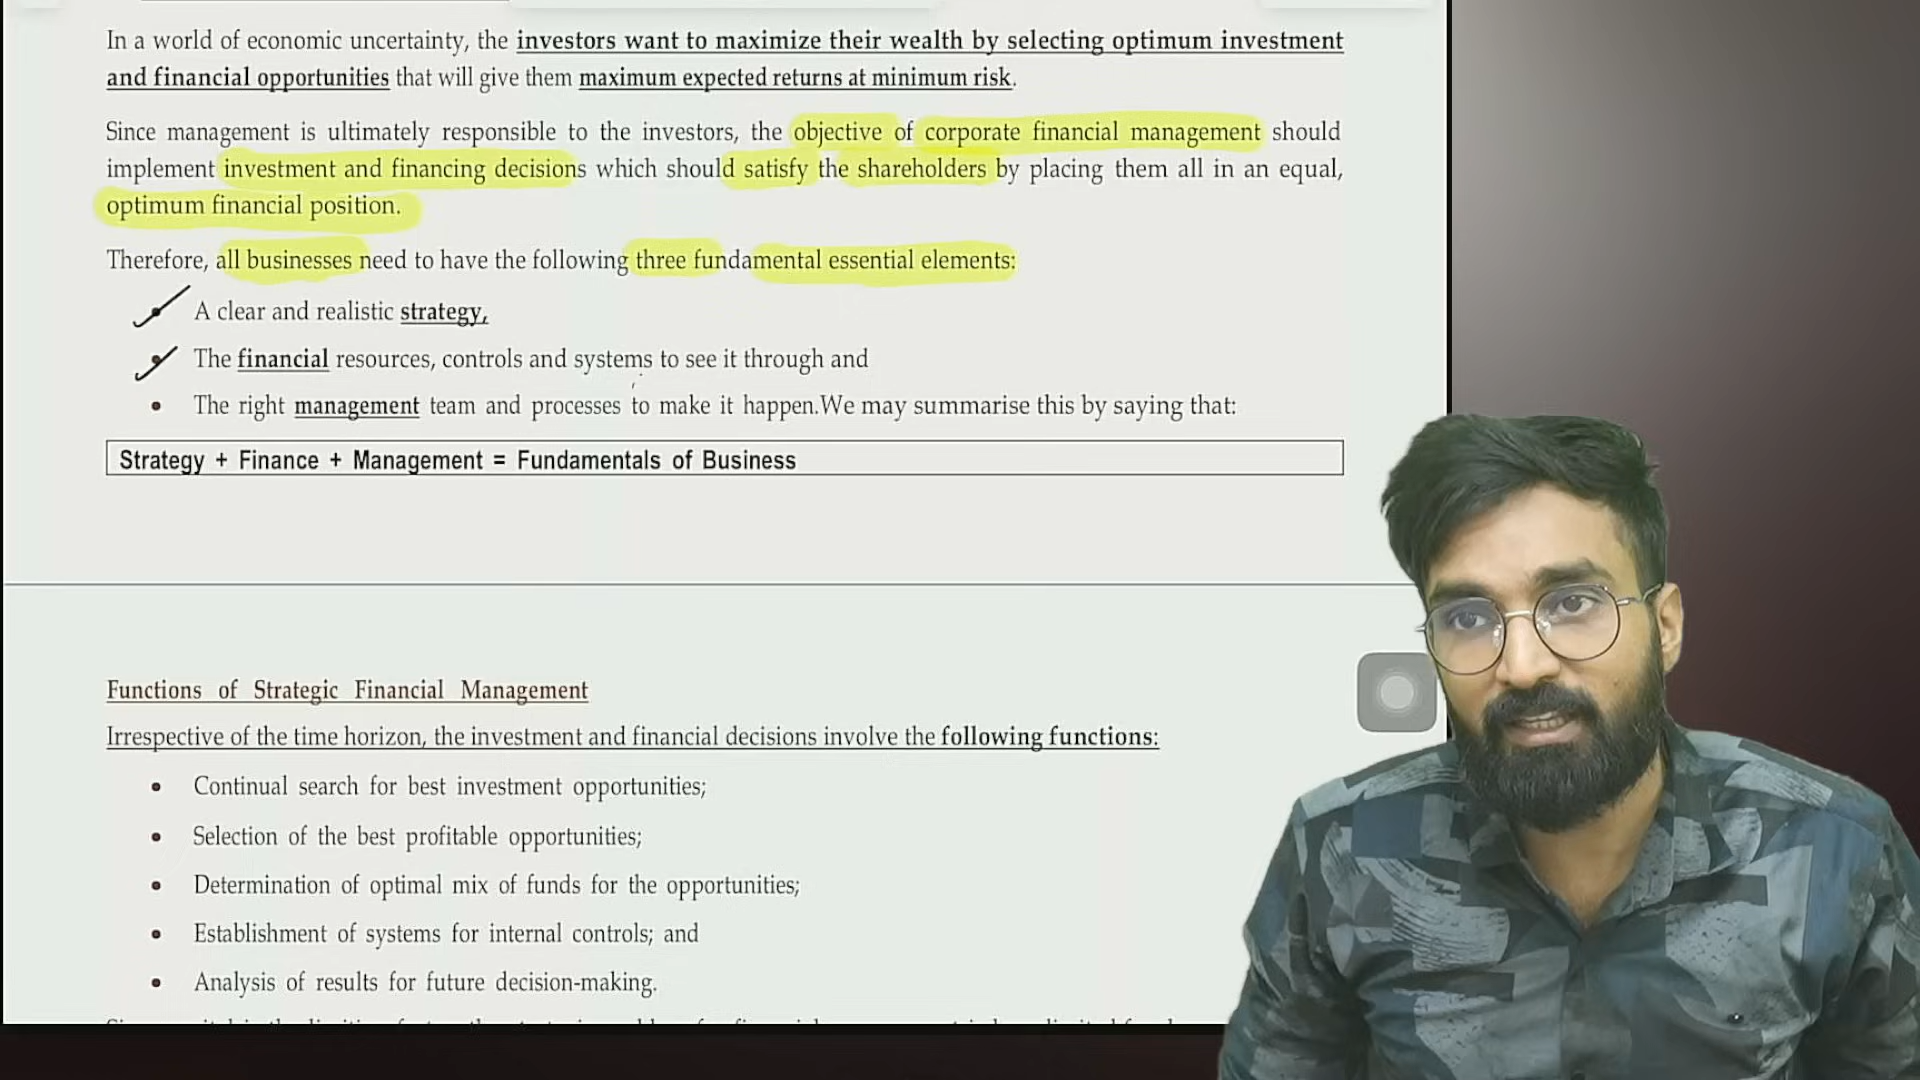 In a world of economic uncertainty, the investors want to maximize their wealth by selecting optimum investment
and financial opportunities that will give them maximum expected returns at minimum risk.
Since management is ultimately responsible to the investors, the objective of corporate financial management should
implement investment and financing decisions which should satisfy the shareholders by placing them all in an equal,
optimum financial position.
Therefore, all businesses need to have the following three fundamental essential elements:
A clear and realistic strategy,
The financial resources, controls and systems to see it through and
• The right management team and processes to make it happen.We may summarise this by saying that:
Strategy + Finance + Management = Fundamentals of Business
Functions of Strategic Financial Management
Irrespective of the time horizon, the investment and financial decisions involve the following functions:
• Continual search for best investment opportunities;
• Selection of the best profitable opportunities;
• Determination of optimal mix of funds for the opportunities;
• Establishment of systems for internal controls; and
• Analysis of results for future decision-making.